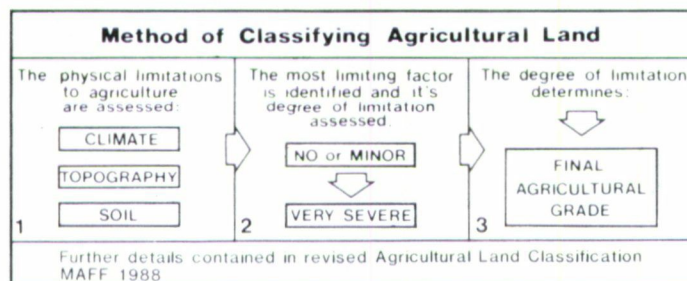 Method of Classifying Agricultural Land
The physical limitations
to agriculture
are assessed:
CLIMATE
TOPOGRAPHY
SOIL
1
The most limiting factor
is identified and it's
degree of limitation
assessed:
NO or MINOR
VERY SEVERE
2
The degree of limitation
determines:
FINAL
AGRICULTURAL
GRADE
3
Further details contained in revised Agricultural Land Classification
MAFF 1988